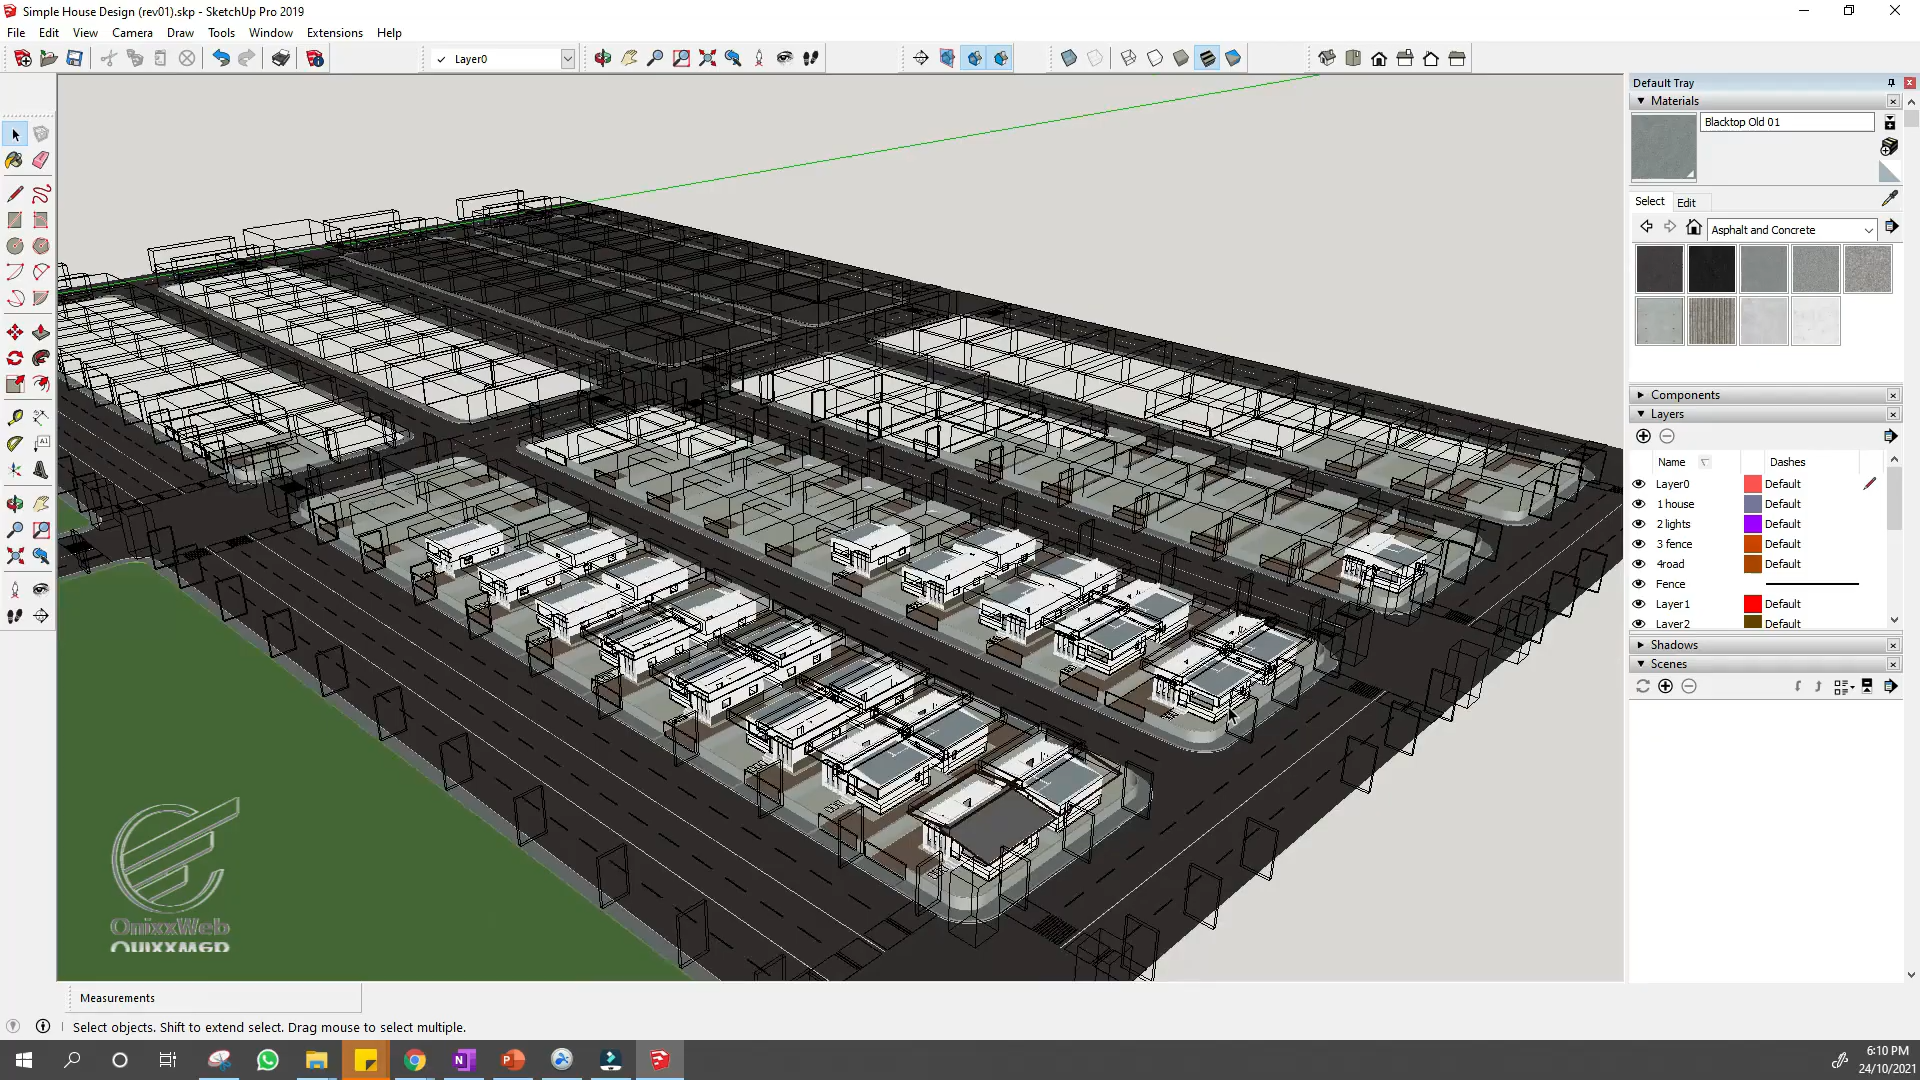 Simple House Design (rev01).skp - SketchUp Pro 2019
File Edit View Camera Draw Tools Window Extensions Help
✓ Layer0
Default Tray
Materials
Blacktop Old 01
Select Edit
Asphalt and Concrete
Components
Layers
Name Dashes
Layer0 Default
1 house Default
2 lights Default
3 fence Default
4road Default
Fence
Layer1 Default
Layer2 Default
Shadows
Scenes
OnixxWeb
Measurements
Select objects. Shift to extend select. Drag mouse to select multiple.
6:10 PM
24/10/2021